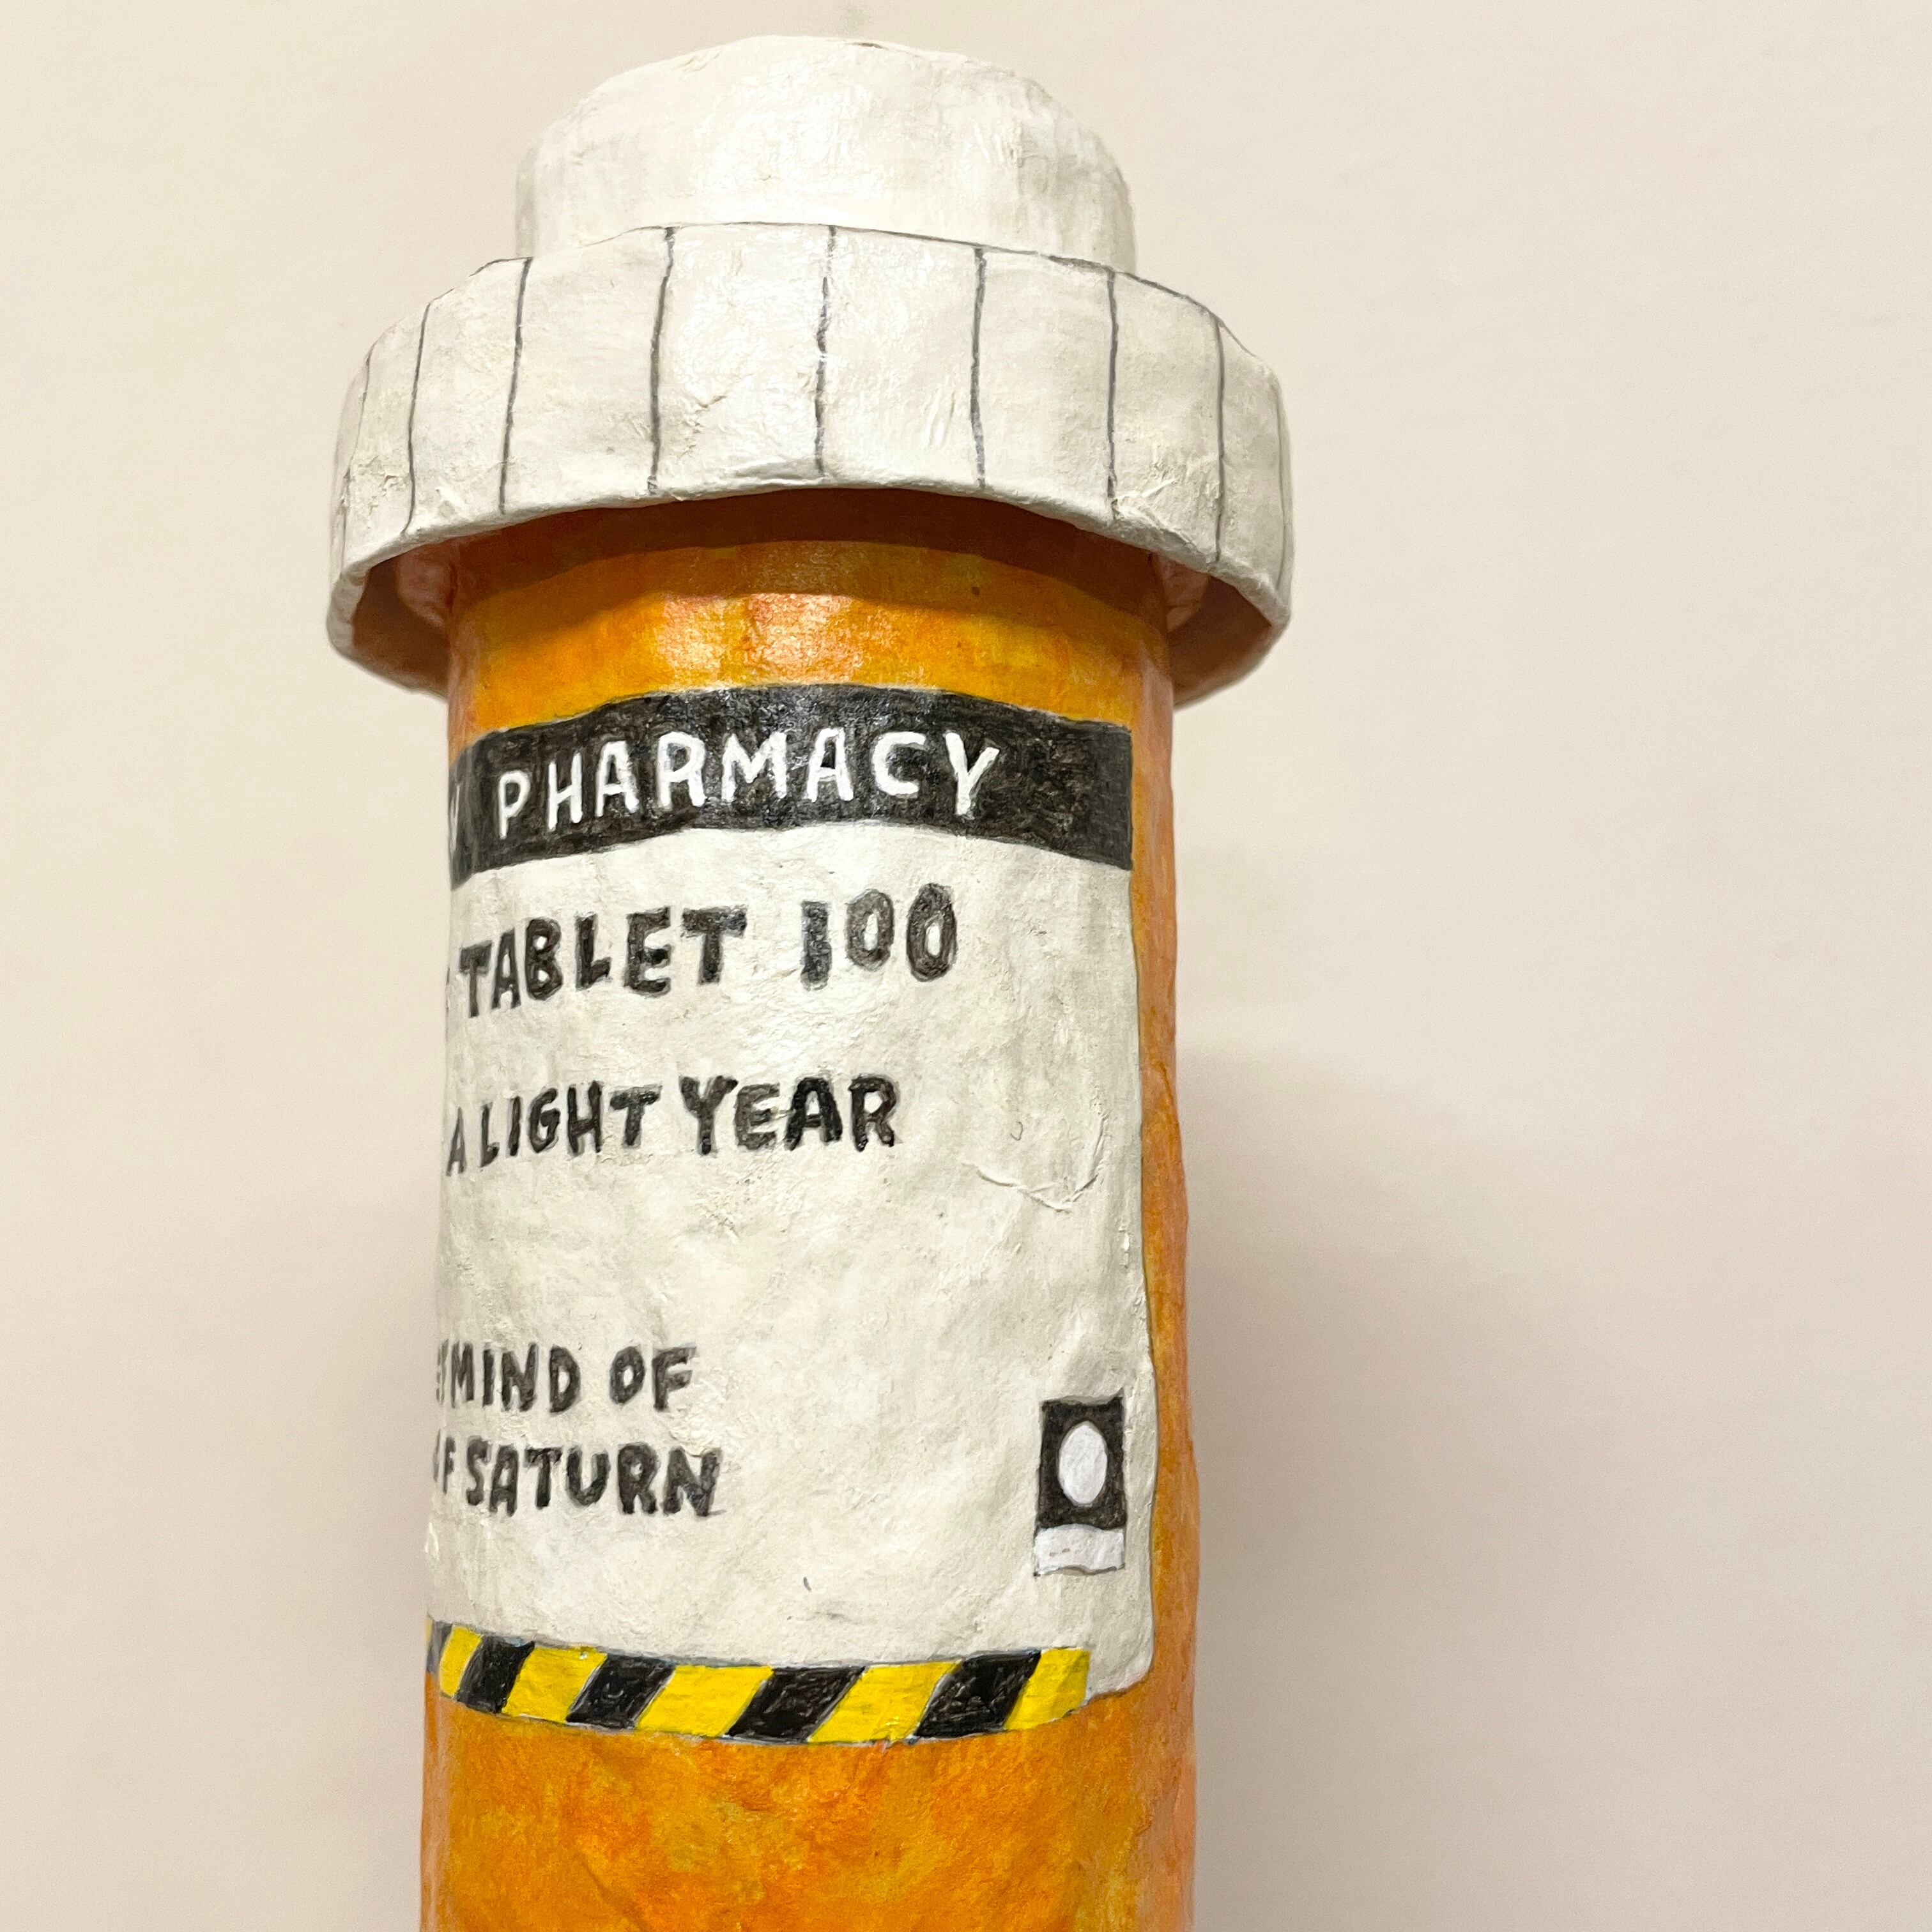 PHARMACY
TABLET 100
A LIGHT YEAR
MIND OF
SATURN